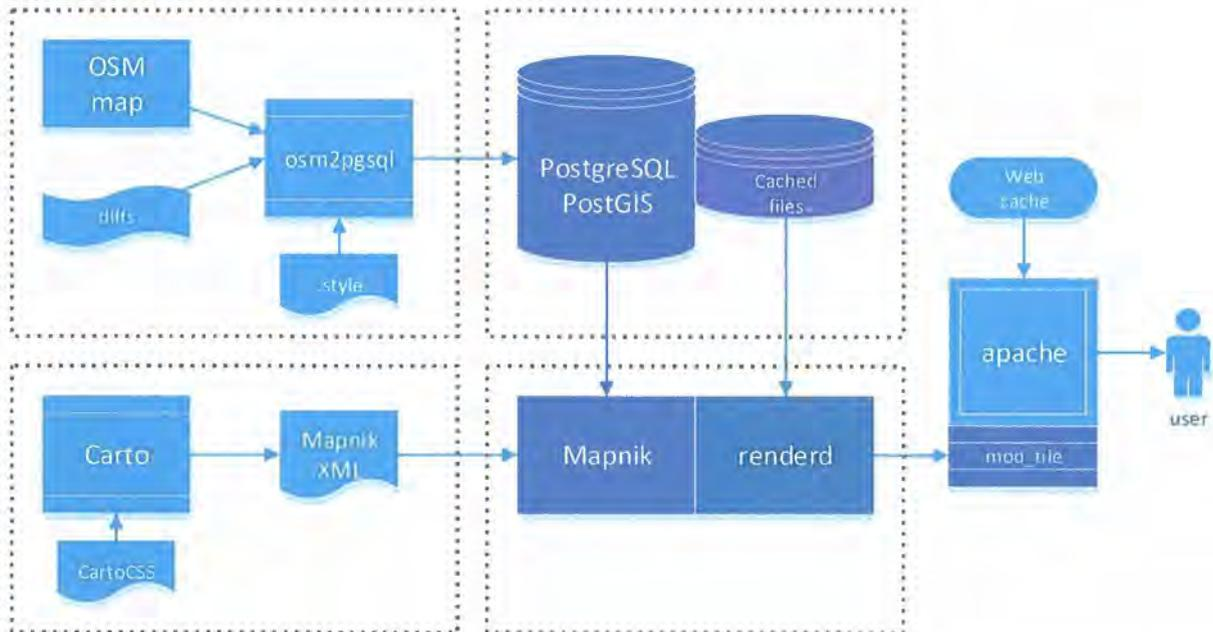 OSM
map
diffs
osm2pgsql
.style
PostgreSQL
PostGIS
Cached
files
Web
cache
apache
mod_tile
user
Carto
CartoCSS
Mapnik
XML
Mapnik
renderd